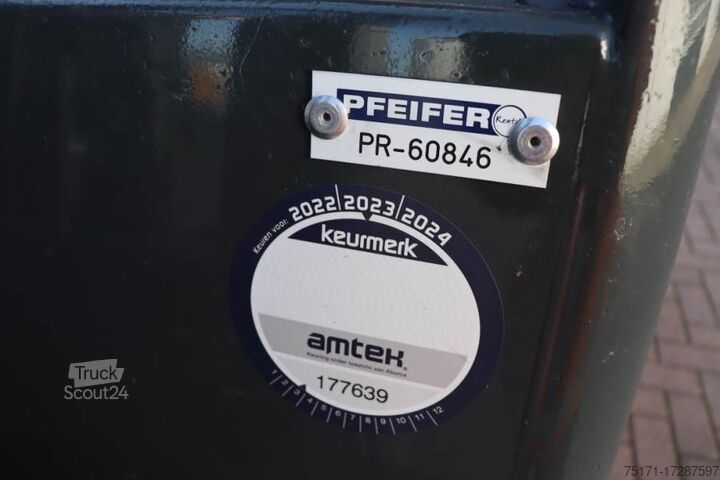 PFEIFER Rental
PR-60846
Keuren voor: 2022 2023 2024
keurmerk
amtek®
Keuring onder toezicht van Aboma
177639
1 2 3 4 5 6 7 8 9 10 11 12
Truck
Scout24
75171-17287597